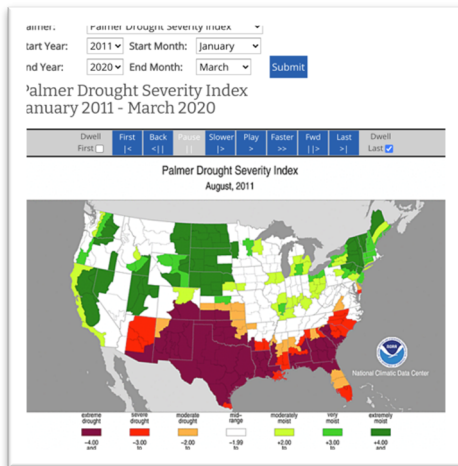 almer: Palmer Drought Severity Index
tart Year: 2011 Start Month: January
nd Year: 2020 End Month: March Submit
Palmer Drought Severity Index
January 2011 - March 2020
Dwell First Back Pause Slower Play Faster Fwd Last Dwell
First |< <|| || |> |> >> ||> >| Last
Palmer Drought Severity Index
August, 2011
NOAA
National Climatic Data Center
extreme severe moderate mid- moderately very extremely
drought drought drought range moist moist moist
-4.00 -3.00 -2.00 -1.99 +2.00 +3.00 +4.00
and to to to to to and